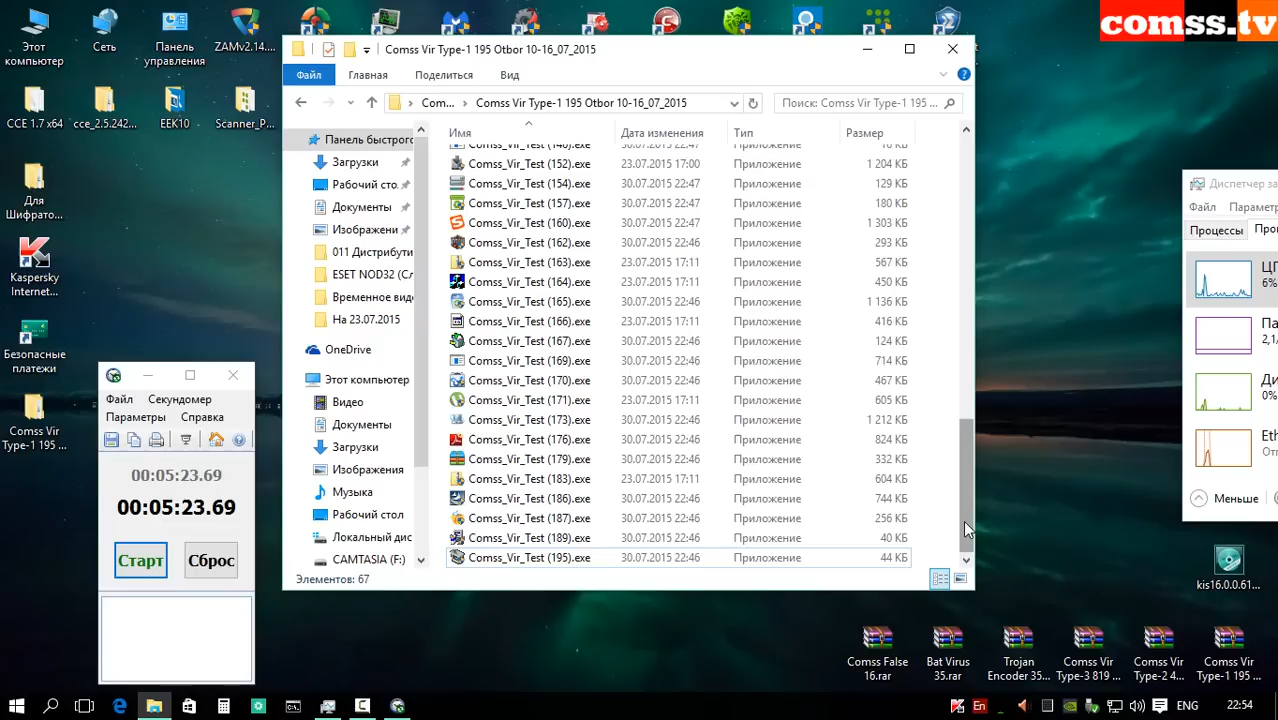 comss.tv
Этот
компьютер
Сеть
Панель
управления
ZAMv2.14....
CCE 1.7 x64
cce_2.5.242...
EEK10
Scanner_P...
Для
Шифрато...
Kaspersky
Internet...
Безопасные
платежи
Comss Vir
Type-1 195 ...
Comss Vir Type-1 195 Otbor 10-16_07_2015
Файл
Главная
Поделиться
Вид
Com...
Comss Vir Type-1 195 Otbor 10-16_07_2015
Поиск: Comss Vir Type-1 195 ...
Имя
Дата изменения
Тип
Размер
Панель быстрого
Загрузки
Рабочий сто.
Документы
Изображени
011 Дистрибути
ESET NOD32 (Сл
Временное виде
На 23.07.2015
OneDrive
Этот компьютер
Видео
Документы
Загрузки
Изображения
Музыка
Рабочий стол
Локальный дис
CAMTASIA (F:)
Comss_Vir_Test (152).exe 23.07.2015 17:00 Приложение 1 204 КБ
Comss_Vir_Test (154).exe 30.07.2015 22:47 Приложение 129 КБ
Comss_Vir_Test (157).exe 30.07.2015 22:47 Приложение 180 КБ
Comss_Vir_Test (160).exe 30.07.2015 22:47 Приложение 1 303 КБ
Comss_Vir_Test (162).exe 30.07.2015 22:46 Приложение 293 КБ
Comss_Vir_Test (163).exe 23.07.2015 17:11 Приложение 567 КБ
Comss_Vir_Test (164).exe 23.07.2015 17:11 Приложение 450 КБ
Comss_Vir_Test (165).exe 30.07.2015 22:46 Приложение 1 136 КБ
Comss_Vir_Test (166).exe 23.07.2015 17:11 Приложение 416 КБ
Comss_Vir_Test (167).exe 30.07.2015 22:46 Приложение 124 КБ
Comss_Vir_Test (169).exe 30.07.2015 22:46 Приложение 714 КБ
Comss_Vir_Test (170).exe 30.07.2015 22:46 Приложение 467 КБ
Comss_Vir_Test (171).exe 23.07.2015 17:11 Приложение 605 КБ
Comss_Vir_Test (173).exe 30.07.2015 22:46 Приложение 1 212 КБ
Comss_Vir_Test (176).exe 30.07.2015 22:46 Приложение 824 КБ
Comss_Vir_Test (179).exe 30.07.2015 22:46 Приложение 332 КБ
Comss_Vir_Test (183).exe 23.07.2015 17:11 Приложение 604 КБ
Comss_Vir_Test (186).exe 30.07.2015 22:46 Приложение 744 КБ
Comss_Vir_Test (187).exe 30.07.2015 22:46 Приложение 256 КБ
Comss_Vir_Test (189).exe 30.07.2015 22:46 Приложение 40 КБ
Comss_Vir_Test (195).exe 30.07.2015 22:46 Приложение 44 КБ
Элементов: 67
Файл
Секундомер
Параметры
Справка
00:05:23.69
00:05:23.69
Старт
Сброс
Диспетчер за
Файл
Параметр
Процессы
Прои
ЦГ
6%
Па
2,1/
Ди
0%
Eth
Отг
Меньше
kis16.0.0.61...
Comss False
16.rar
Bat Virus
35.rar
Trojan
Encoder 35...
Comss Vir
Type-3 819 ...
Comss Vir
Type-2 4...
Comss Vir
Type-1 195 ...
En
ENG
22:54